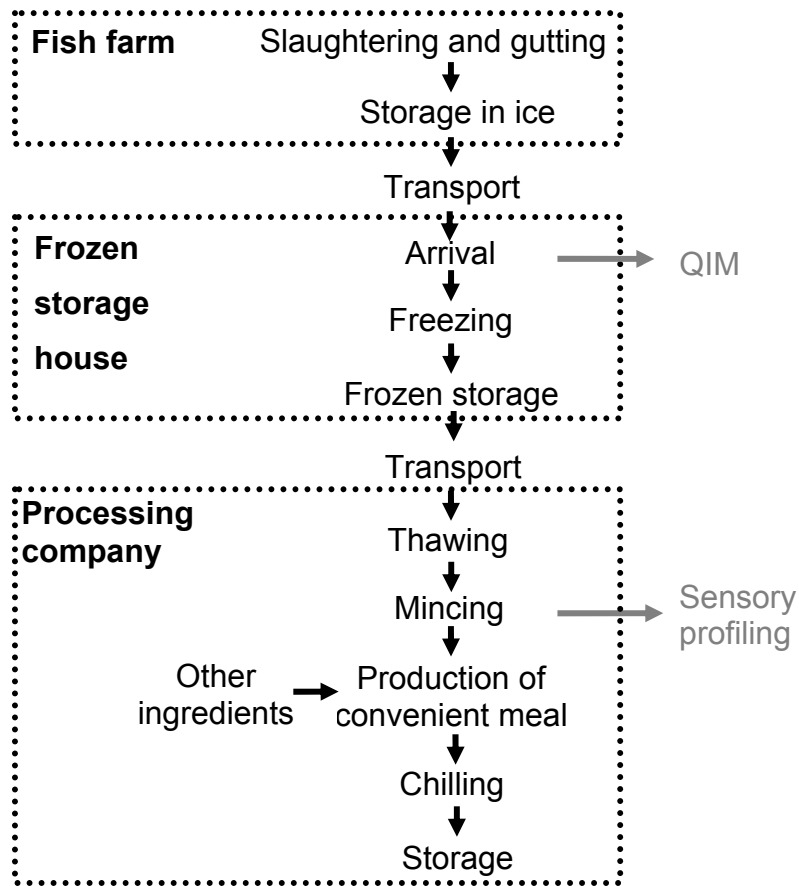 Fish farm
Slaughtering and gutting
Storage in ice
Transport
Frozen
storage
house
Arrival
QIM
Freezing
Frozen storage
Transport
Processing
company
Thawing
Mincing
Sensory
profiling
Other
ingredients
Production of
convenient meal
Chilling
Storage